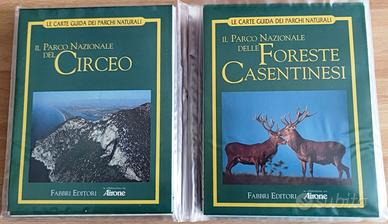 LE CARTE GUIDA DEI PARCHI NATURALI
IL PARCO NAZIONALE
DEL
CIRCEO
FABBRI EDITORI
Airone
LE CARTE GUIDA DEI PARCHI NATURALI
IL PARCO NAZIONALE
DELLE
FORESTE
CASENTINESI
FABBRI EDITORI
Airone
subito